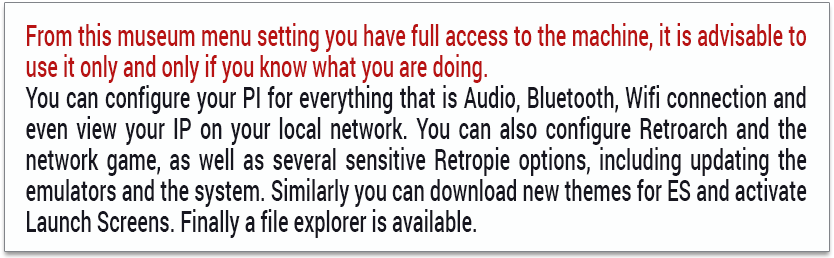 From this museum menu setting you have full access to the machine, it is advisable to
use it only and only if you know what you are doing.
You can configure your PI for everything that is Audio, Bluetooth, Wifi connection and
even view your IP on your local network. You can also configure Retroarch and the
network game, as well as several sensitive Retropie options, including updating the
emulators and the system. Similarly you can download new themes for ES and activate
Launch Screens. Finally a file explorer is available.